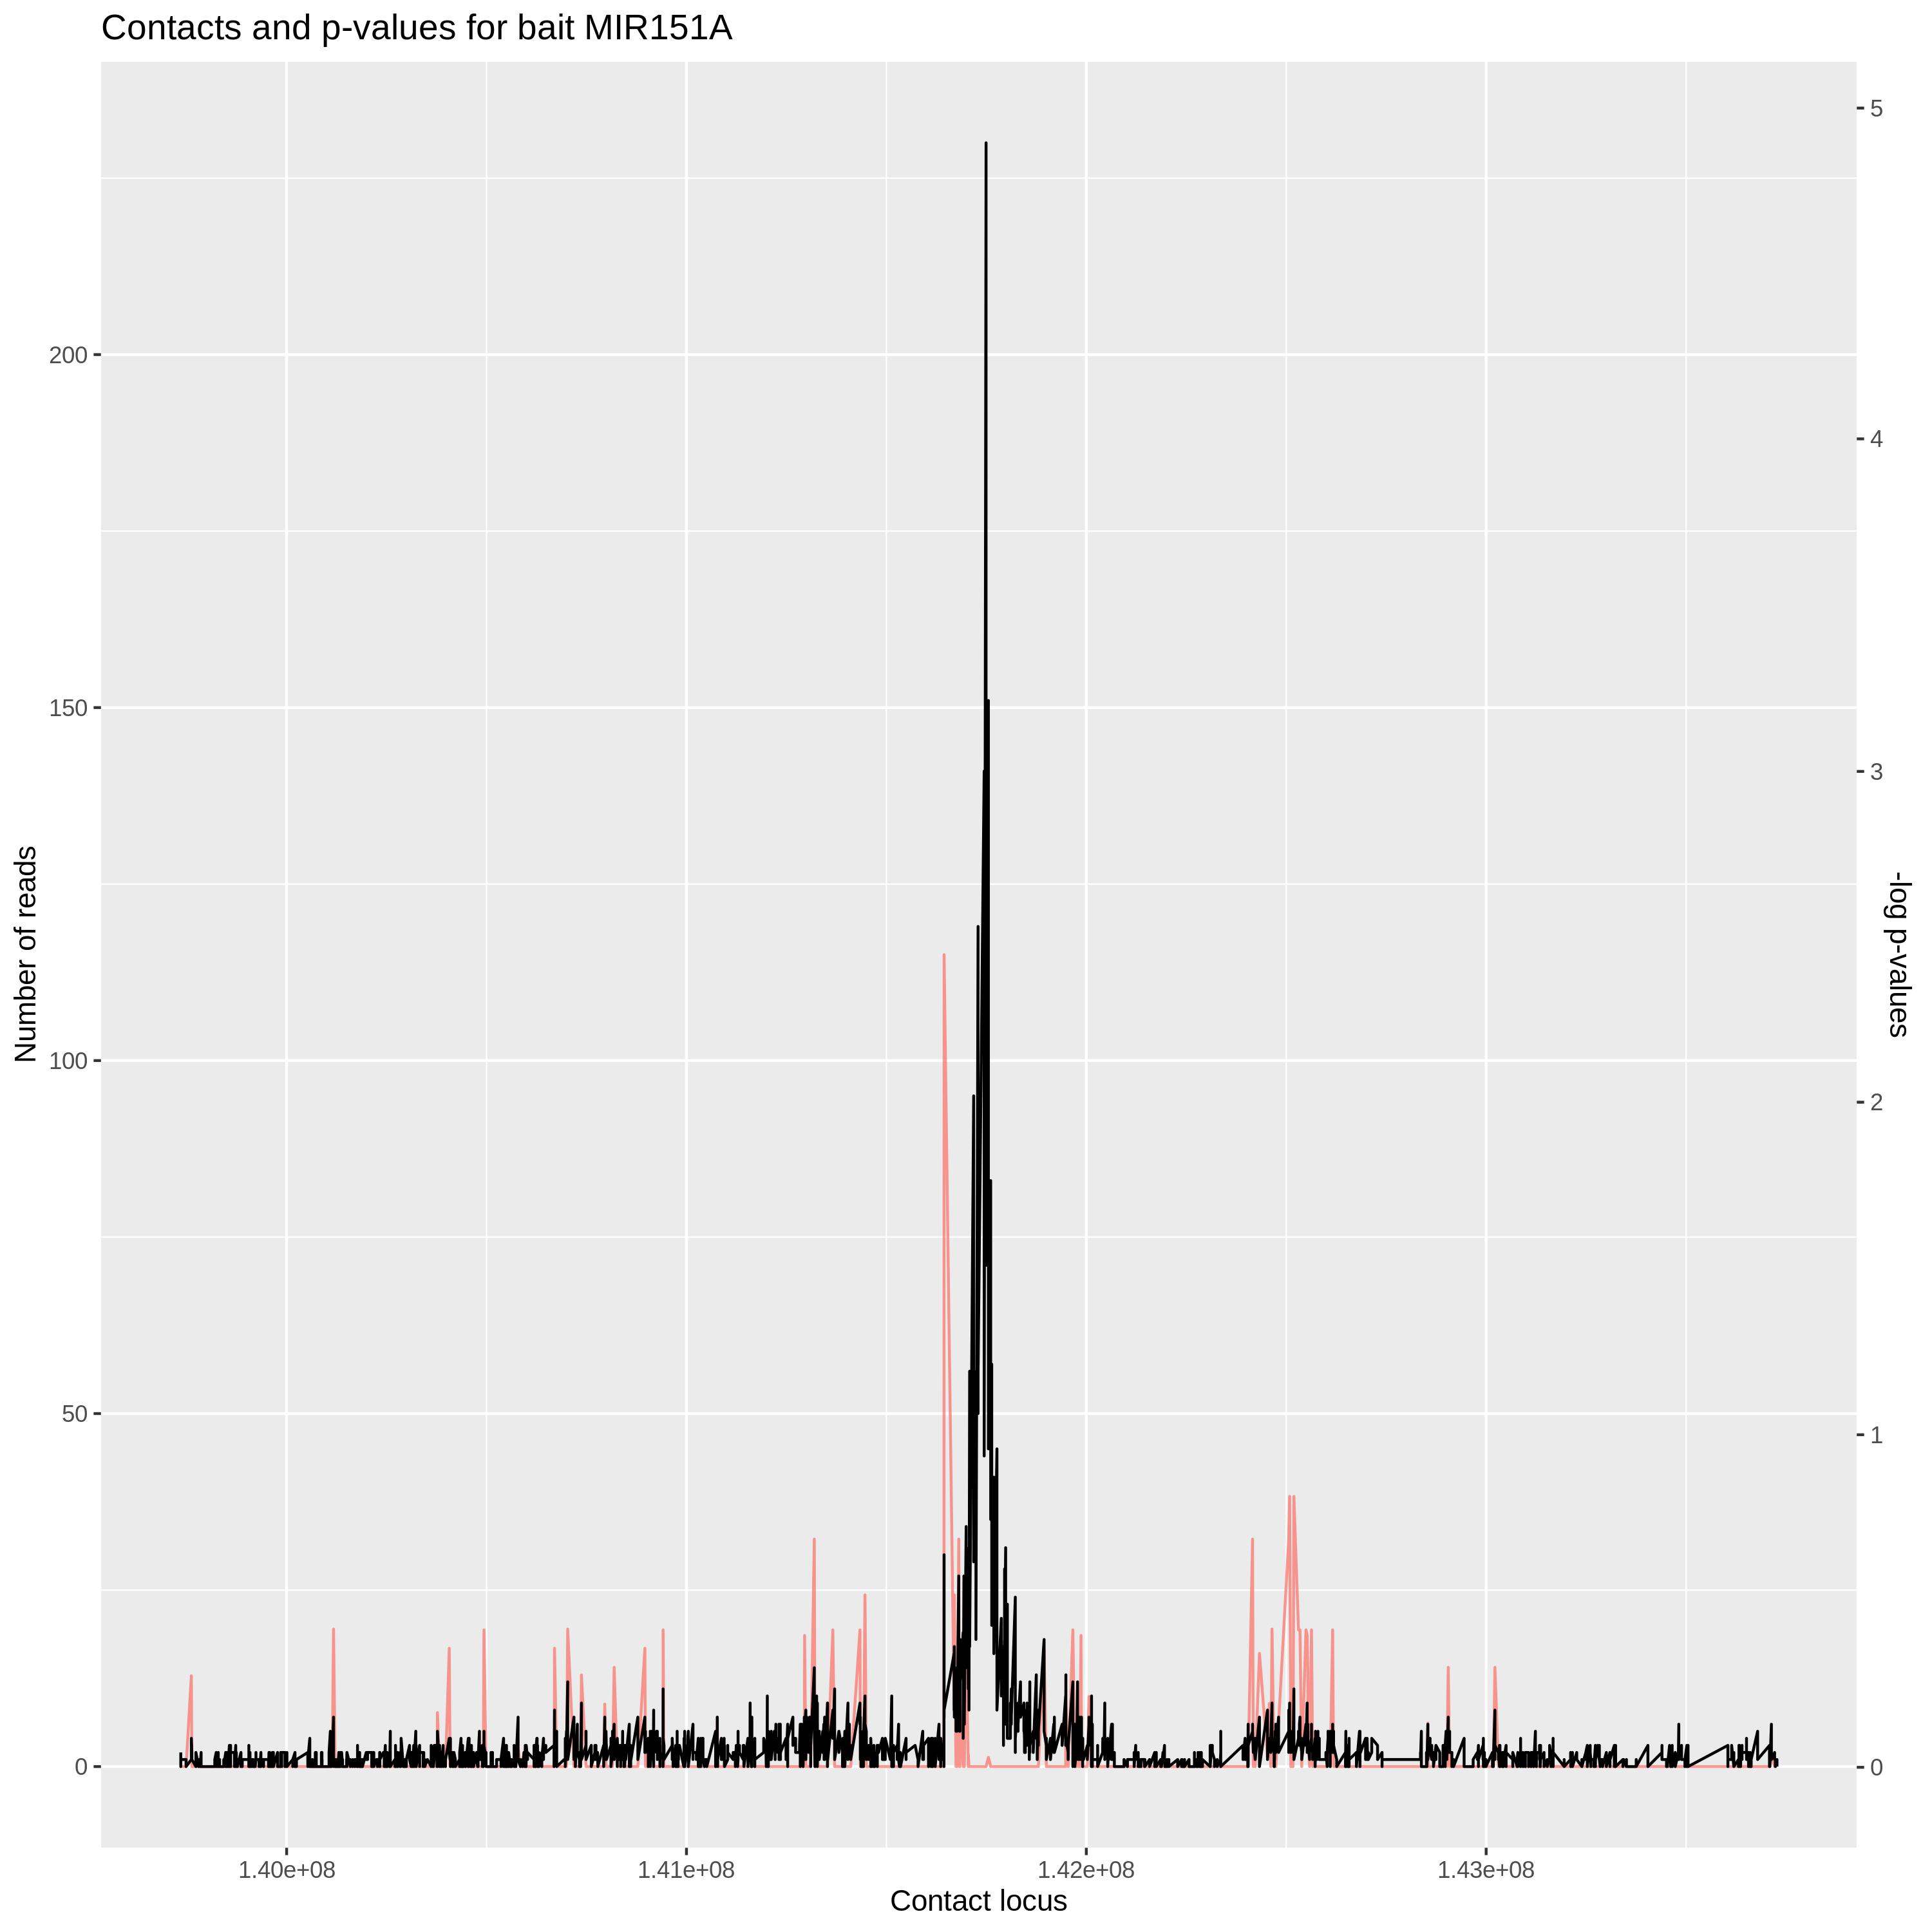 Contacts and p-values for bait MIR151A
Number of reads
200
150
100
50
0
5
4
3
2
1
0
-log p-values
1.40e+08
1.41e+08
1.42e+08
1.43e+08
Contact locus